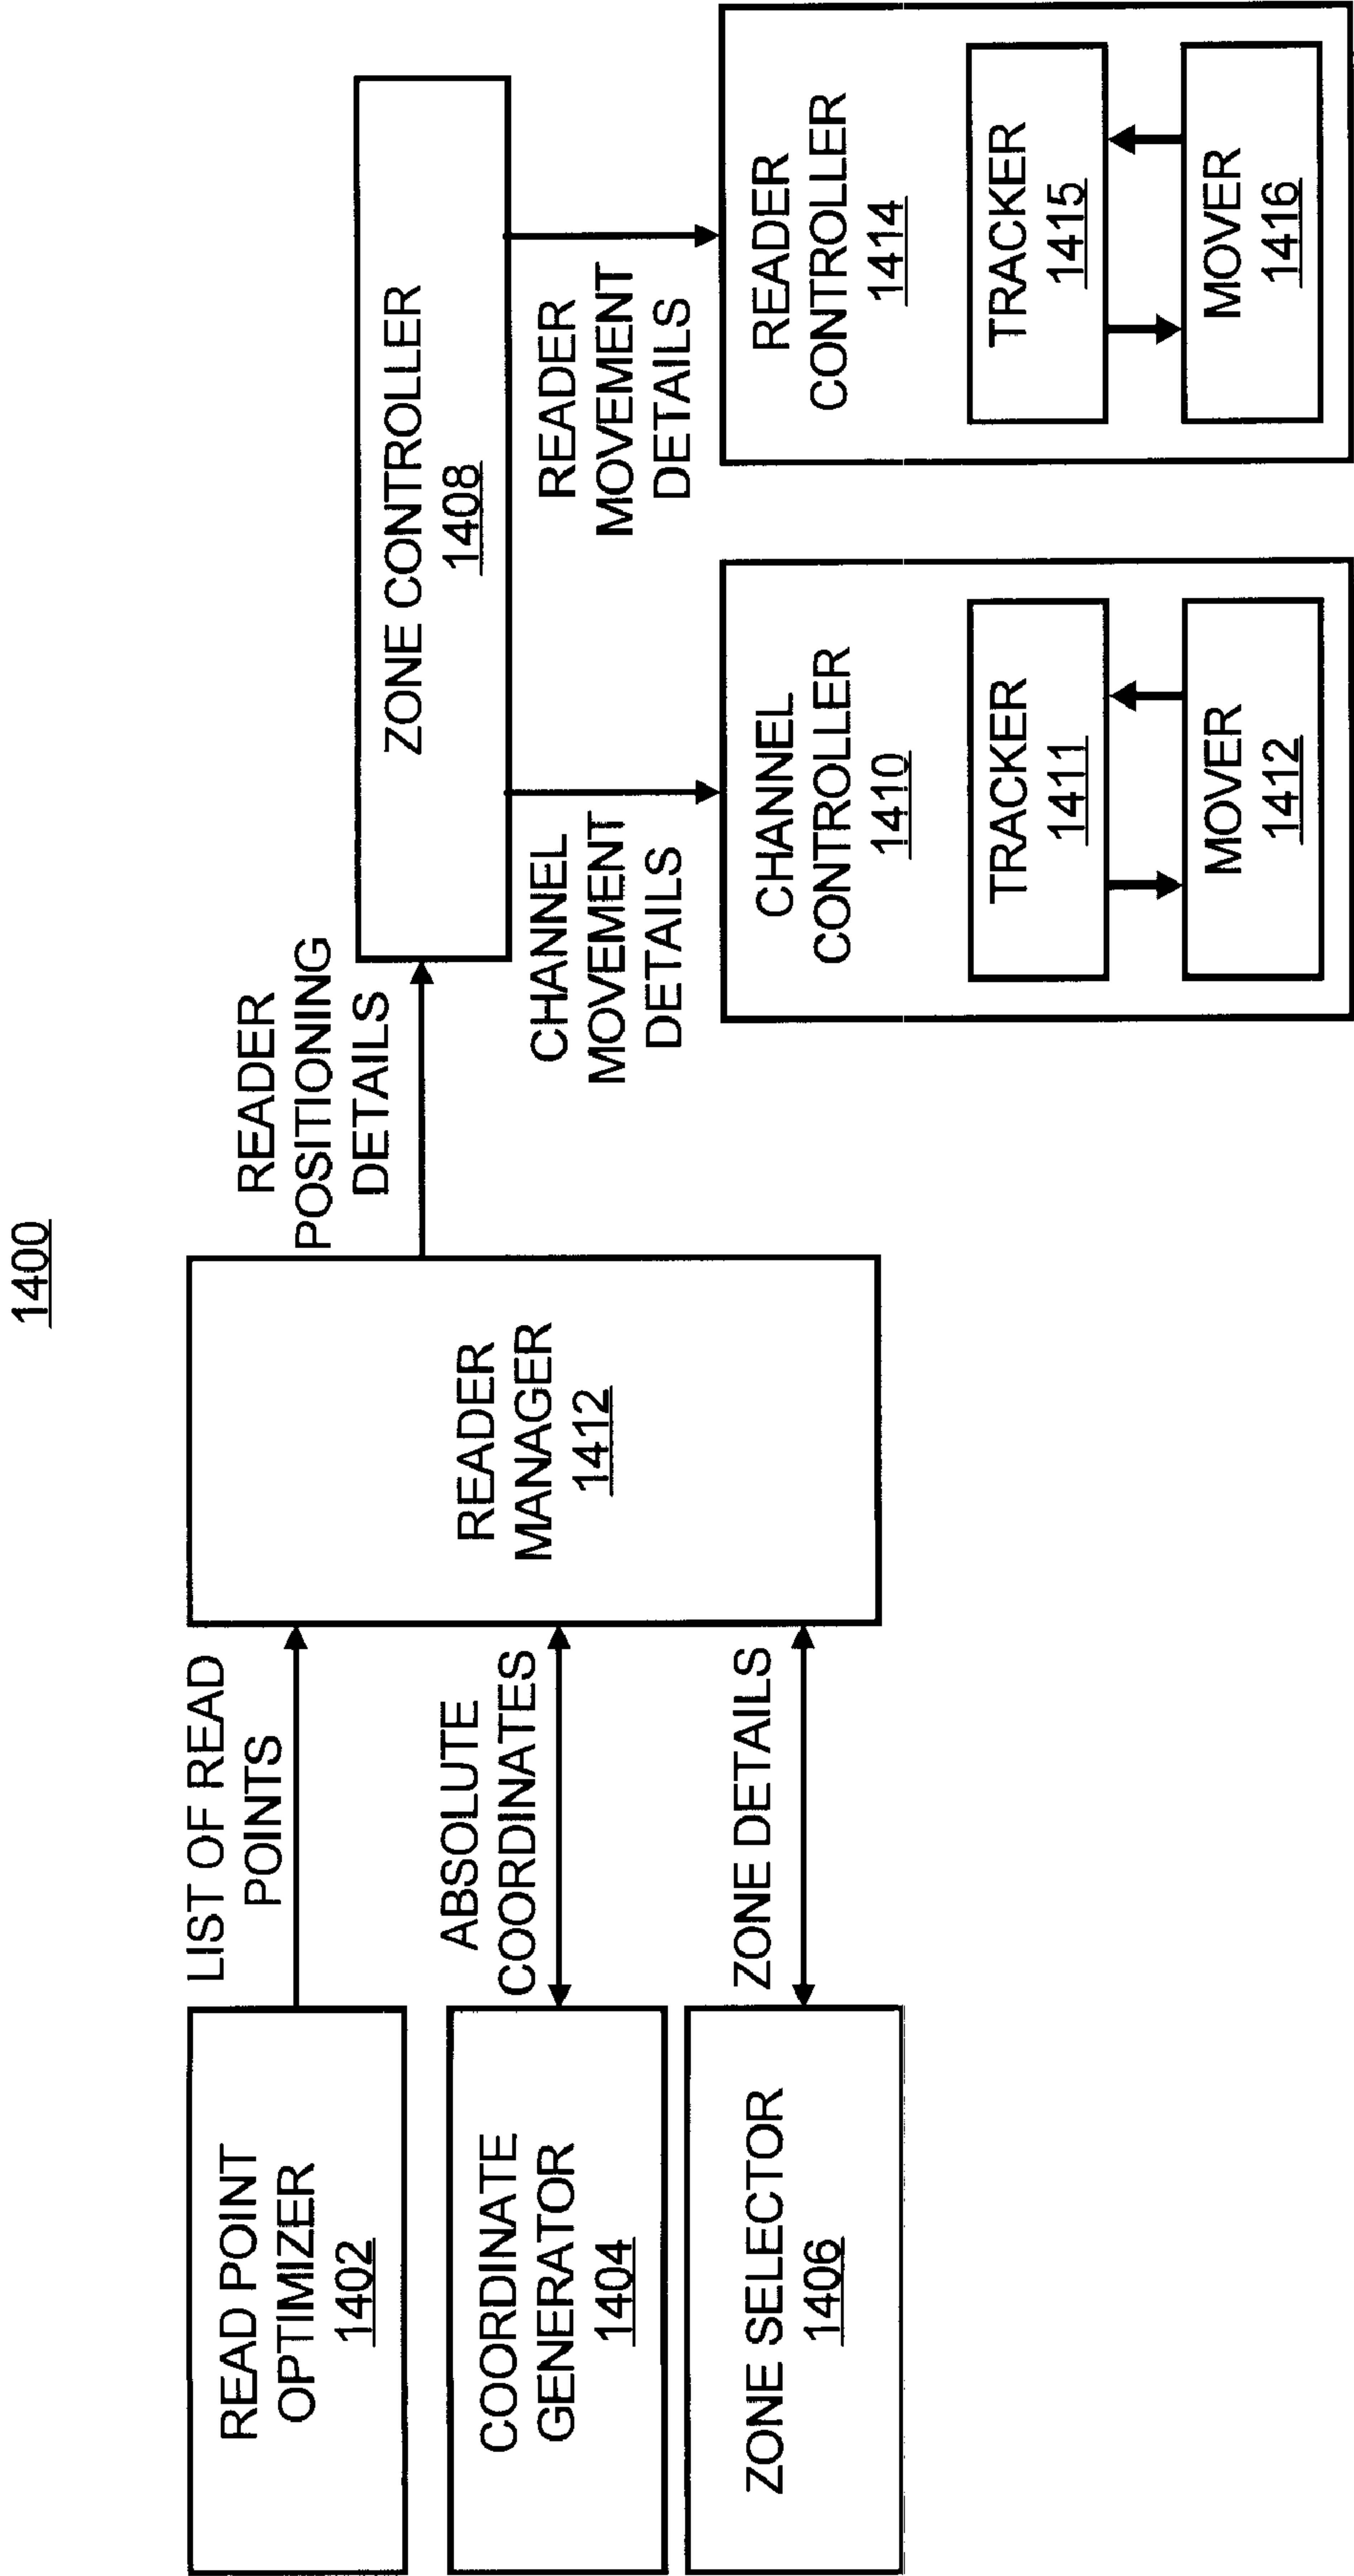 1400
READ POINT
OPTIMIZER
1402
LIST OF READ
POINTS
COORDINATE
GENERATOR
1404
ABSOLUTE
COORDINATES
ZONE SELECTOR
1406
ZONE DETAILS
READER
MANAGER
1412
READER
POSITIONING
DETAILS
ZONE CONTROLLER
1408
CHANNEL
MOVEMENT
DETAILS
READER
MOVEMENT
DETAILS
CHANNEL
CONTROLLER
1410
TRACKER
1411
MOVER
1412
READER
CONTROLLER
1414
TRACKER
1415
MOVER
1416